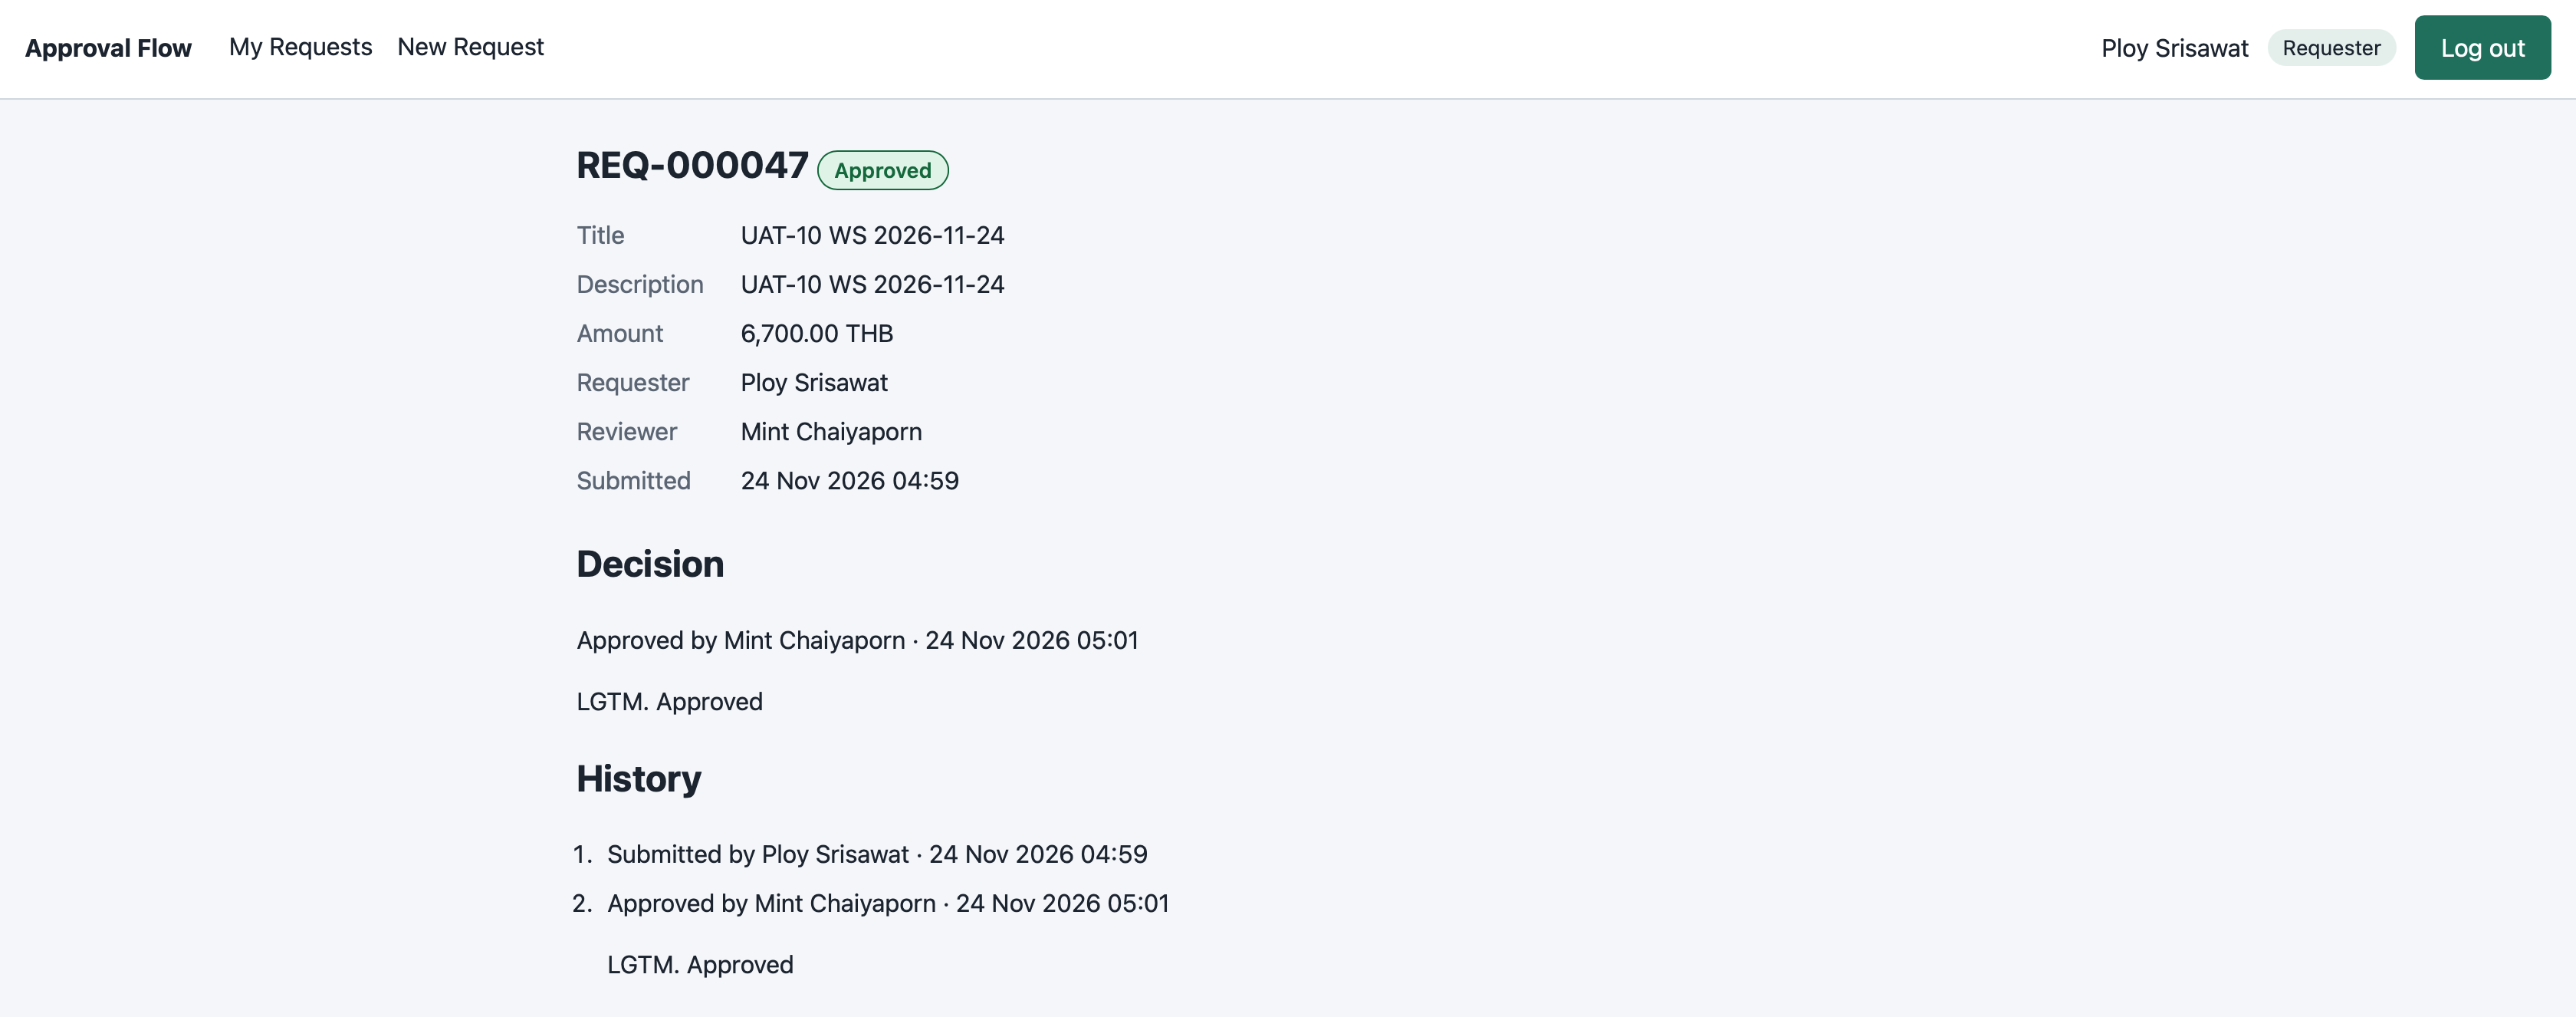 Approval Flow My Requests New Request Ploy Srisawat Requester Log out
REQ-000047 Approved
Title UAT-10 WS 2026-11-24
Description UAT-10 WS 2026-11-24
Amount 6,700.00 THB
Requester Ploy Srisawat
Reviewer Mint Chaiyaporn
Submitted 24 Nov 2026 04:59
Decision
Approved by Mint Chaiyaporn · 24 Nov 2026 05:01
LGTM. Approved
History
1. Submitted by Ploy Srisawat · 24 Nov 2026 04:59
2. Approved by Mint Chaiyaporn · 24 Nov 2026 05:01
LGTM. Approved